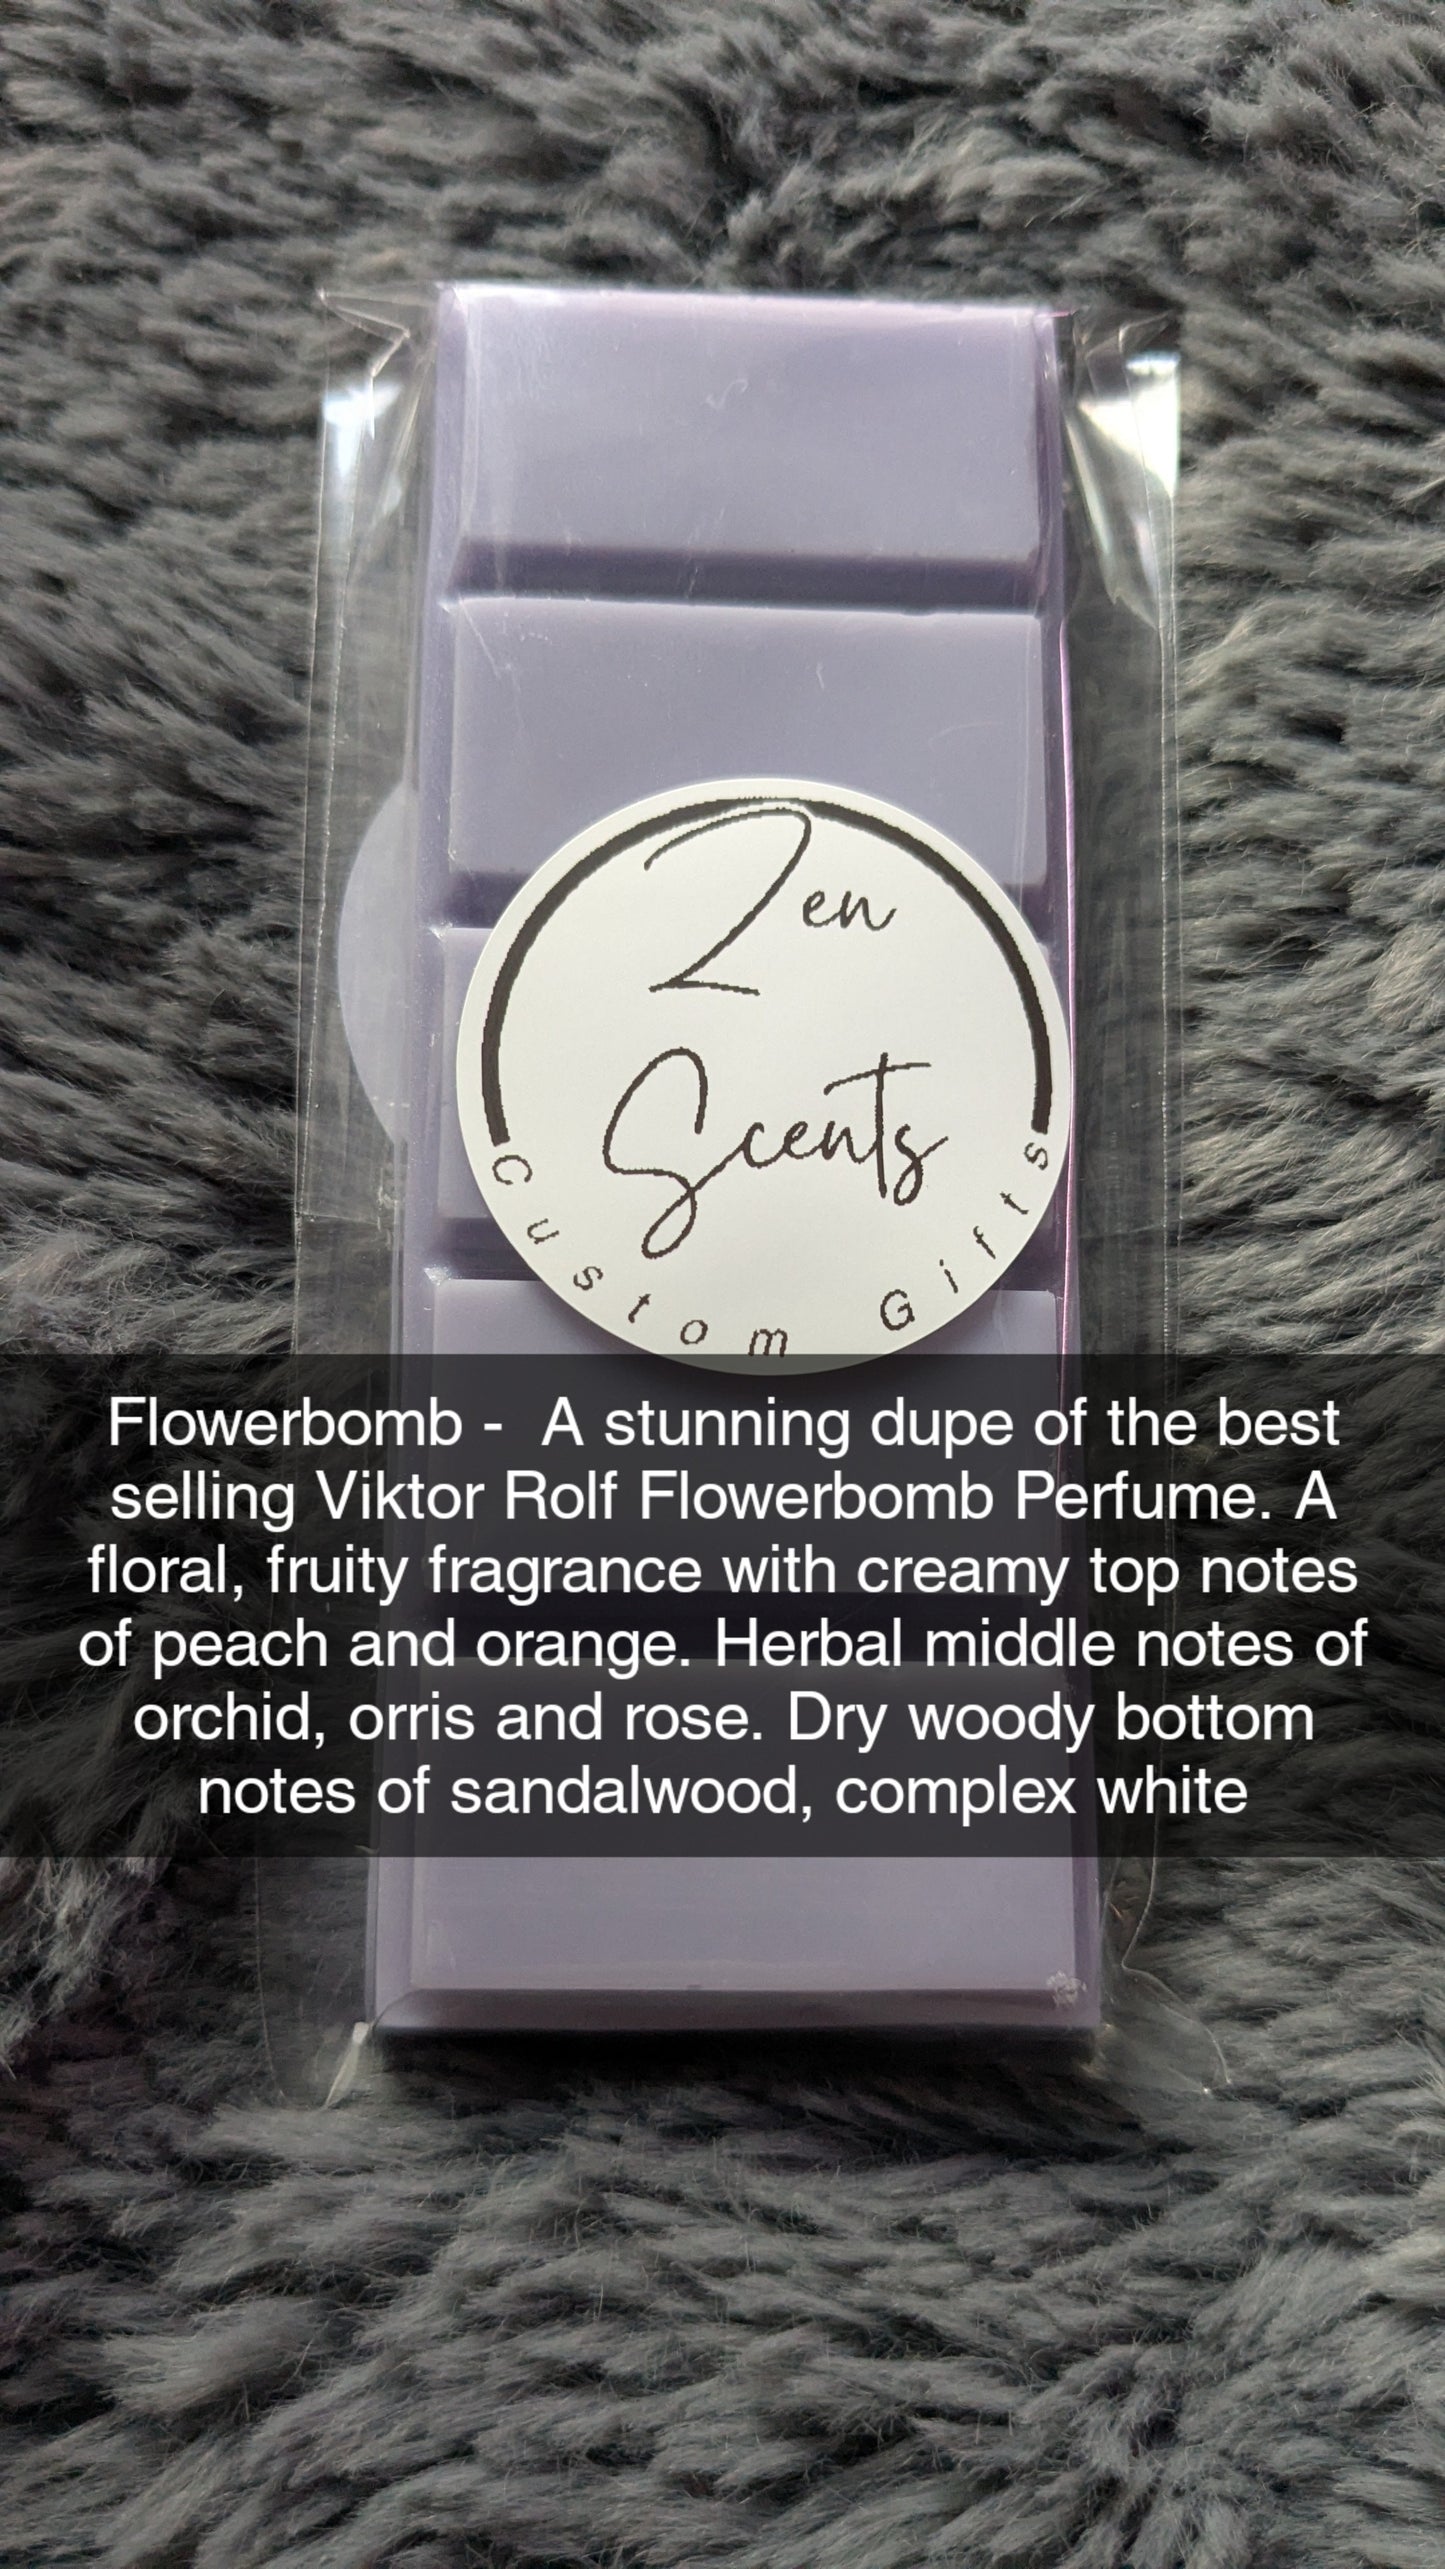 Zen
Scents
Custom Gifts
Flowerbomb -  A stunning dupe of the best
selling Viktor Rolf Flowerbomb Perfume. A
floral, fruity fragrance with creamy top notes
of peach and orange. Herbal middle notes of
orchid, orris and rose. Dry woody bottom
notes of sandalwood, complex white